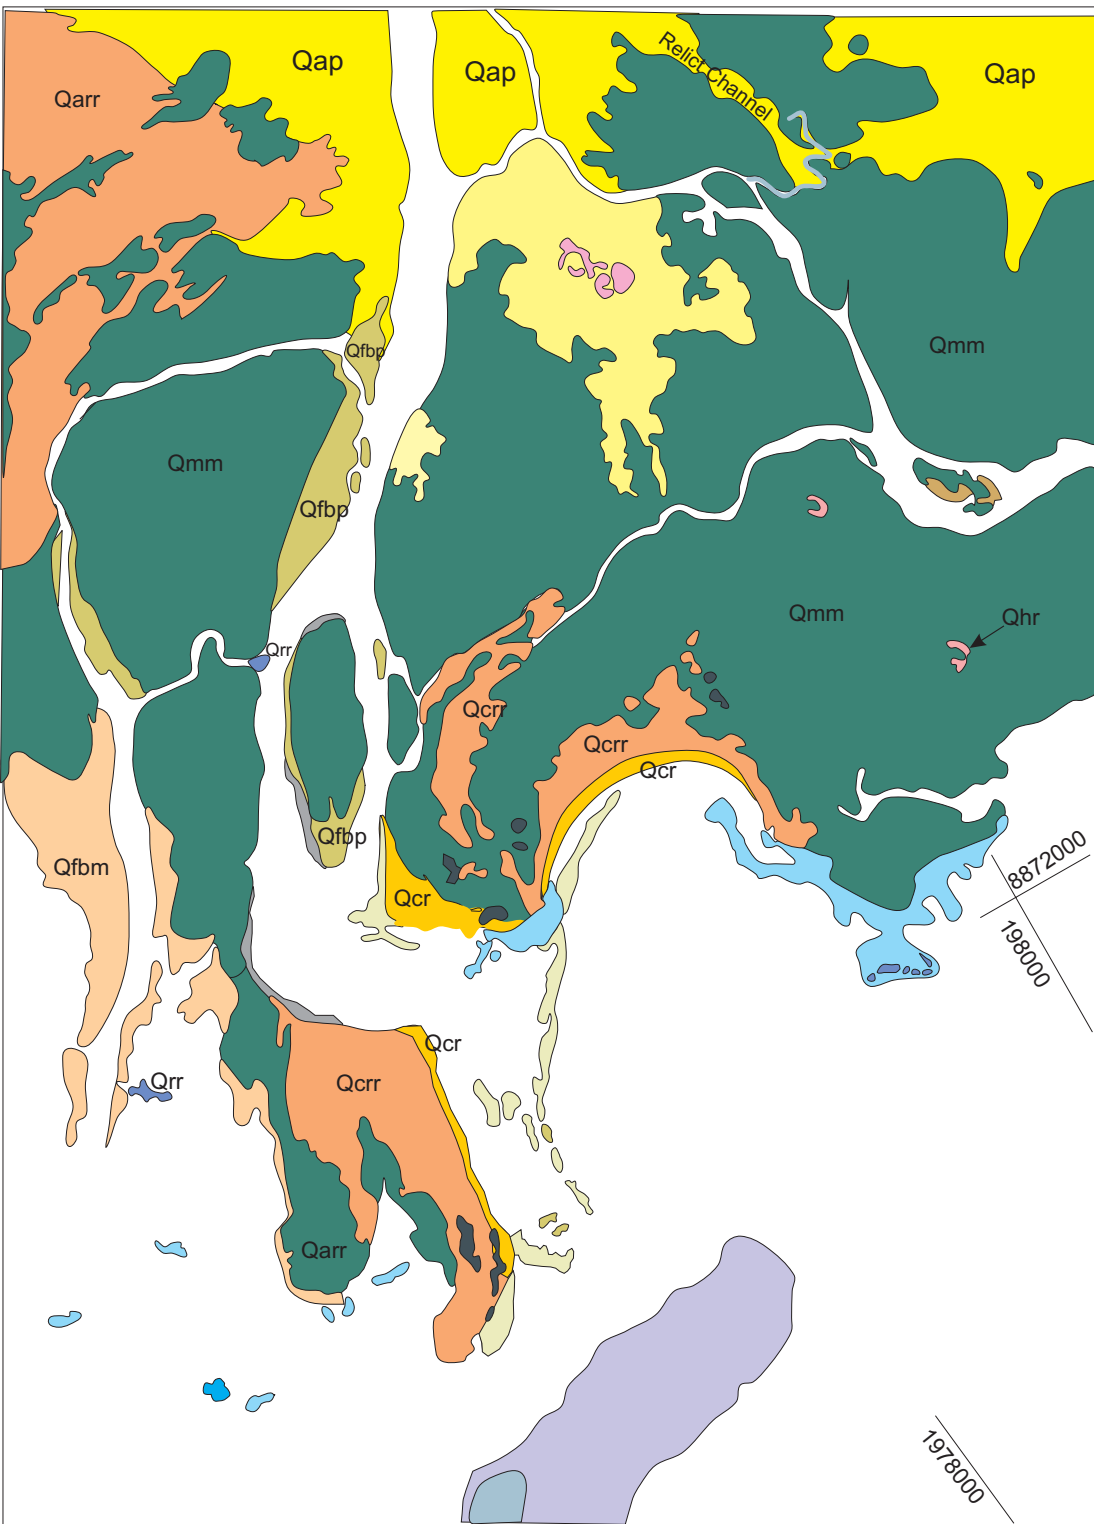 Qap
Qap
Relict Channel
Qap
Qarr
Qmm
Qfbp
Qmm
Qfbp
Qmm
Qhr
Qrr
Qcrr
Qcrr
Qcr
Qfbp
Qfbm
Qcr
8872000
198000
Qcr
Qrr
Qcrr
Qarr
1978000